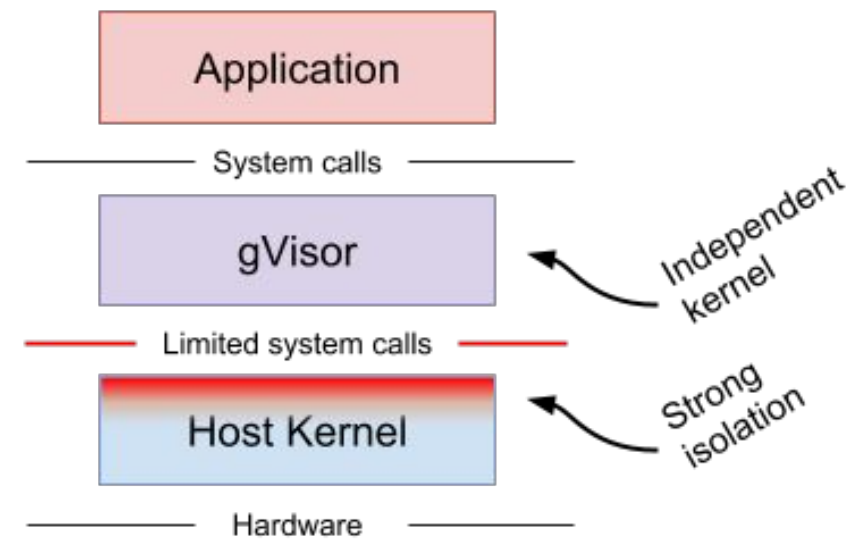 Application
System calls
gVisor
Independent
kernel
Limited system calls
Strong
isolation
Host Kernel
Hardware